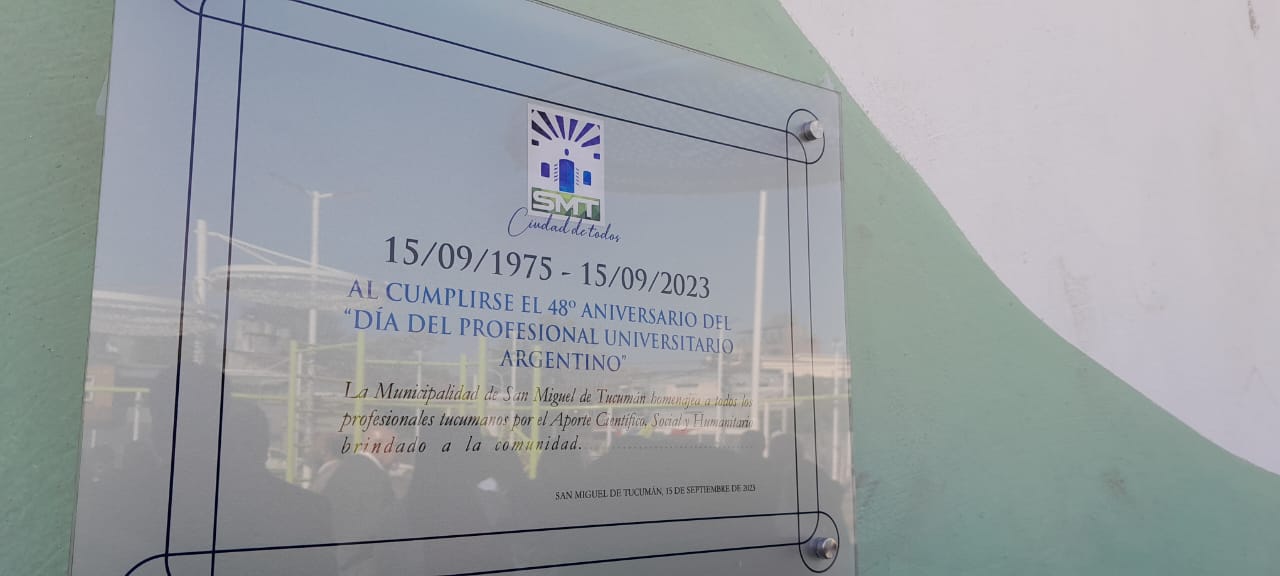 SMT
Ciudad de todos
15/09/1975 - 15/09/2023
AL CUMPLIRSE EL 48º ANIVERSARIO DEL
“DÍA DEL PROFESIONAL UNIVERSITARIO
ARGENTINO”
La Municipalidad de San Miguel de Tucumán homenajea a todos los
profesionales tucumanos por el Aporte Científico, Social y Humanitario
brindado a la comunidad.
SAN MIGUEL DE TUCUMÁN, 15 DE SEPTIEMBRE DE 2023